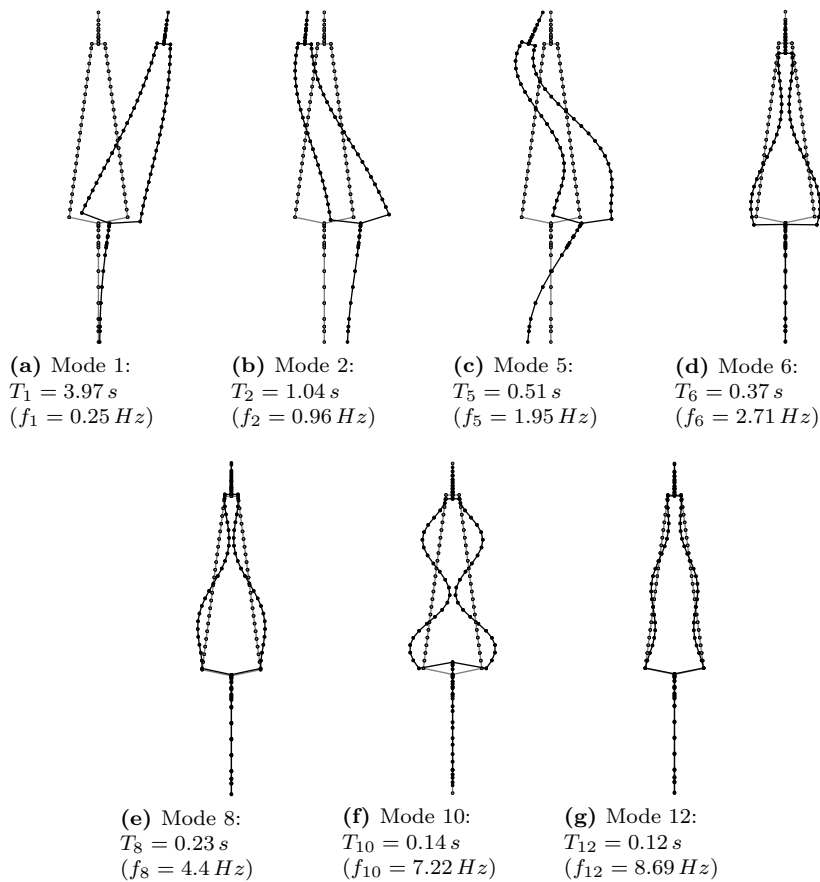 (a) Mode 1:
T₁ = 3.97 s
(f₁ = 0.25 Hz)
(b) Mode 2:
T₂ = 1.04 s
(f₂ = 0.96 Hz)
(c) Mode 5:
T₅ = 0.51 s
(f₅ = 1.95 Hz)
(d) Mode 6:
T₆ = 0.37 s
(f₆ = 2.71 Hz)
(e) Mode 8:
T₈ = 0.23 s
(f₈ = 4.4 Hz)
(f) Mode 10:
T₁₀ = 0.14 s
(f₁₀ = 7.22 Hz)
(g) Mode 12:
T₁₂ = 0.12 s
(f₁₂ = 8.69 Hz)